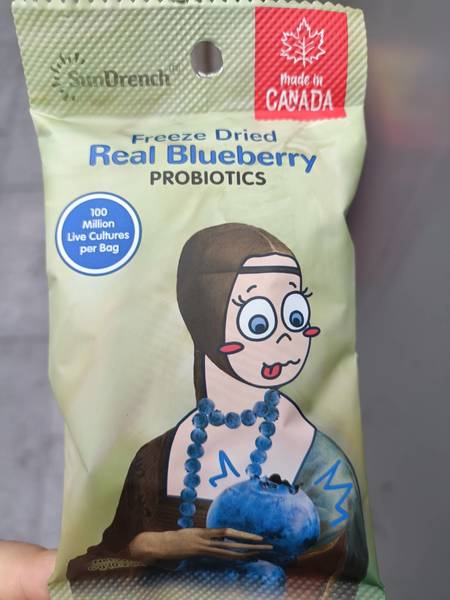 SunDrench
made in
CANADA
Freeze Dried
Real Blueberry
PROBIOTICS
100
Million
Live Cultures
per Bag